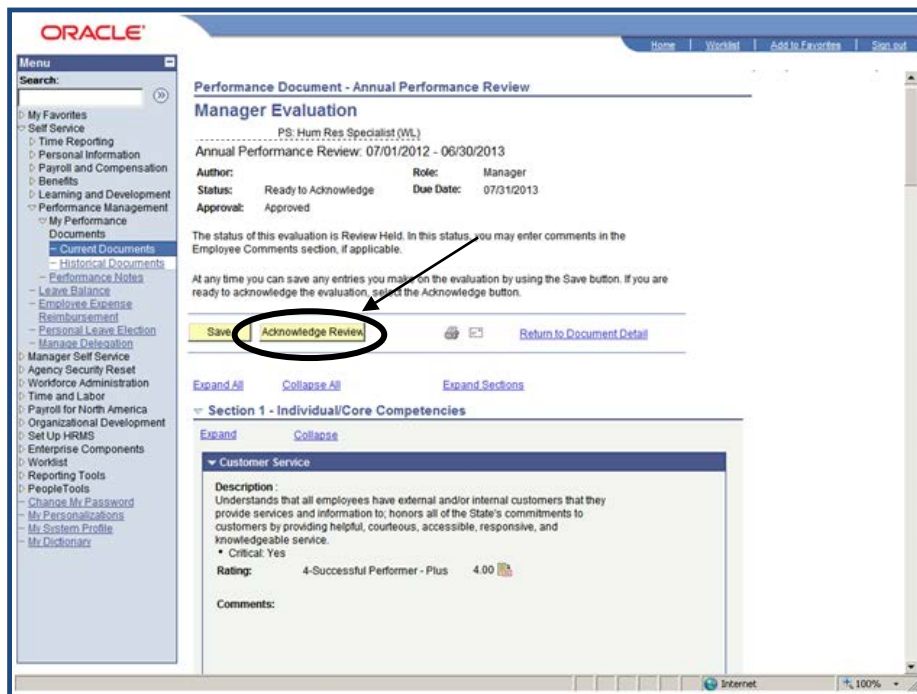 ORACLE'
Home | Worklist | Add to Favorites | Sign out
Menu
Search:
My Favorites
Self Service
Time Reporting
Personal Information
Payroll and Compensation
Benefits
Learning and Development
Performance Management
My Performance
Documents
– Current Documents
– Historical Documents
– Performance Notes
– Leave Balance
– Employee Expense
Reimbursement
– Personal Leave Election
– Manage Delegation
Manager Self Service
Agency Security Reset
Workforce Administration
Time and Labor
Payroll for North America
Organizational Development
Set Up HRMS
Enterprise Components
Worklist
Reporting Tools
PeopleTools
– Change My Password
– My Personalizations
– My System Profile
– My Dictionary
Performance Document - Annual Performance Review
Manager Evaluation
PS: Hum Res Specialist (WL)
Annual Performance Review: 07/01/2012 - 06/30/2013
Author: Role: Manager
Status: Ready to Acknowledge Due Date: 07/31/2013
Approval: Approved
The status of this evaluation is Review Held. In this status, you may enter comments in the
Employee Comments section, if applicable.
At any time you can save any entries you make on the evaluation by using the Save button. If you are
ready to acknowledge the evaluation, select the Acknowledge button.
Save Acknowledge Review Return to Document Detail
Expand All Collapse All Expand Sections
Section 1 - Individual/Core Competencies
Expand Collapse
Customer Service
Description :
Understands that all employees have external and/or internal customers that they
provide services and information to; honors all of the State's commitments to
customers by providing helpful, courteous, accessible, responsive, and
knowledgeable service.
• Critical: Yes
Rating: 4-Successful Performer - Plus 4.00
Comments:
Internet 100%